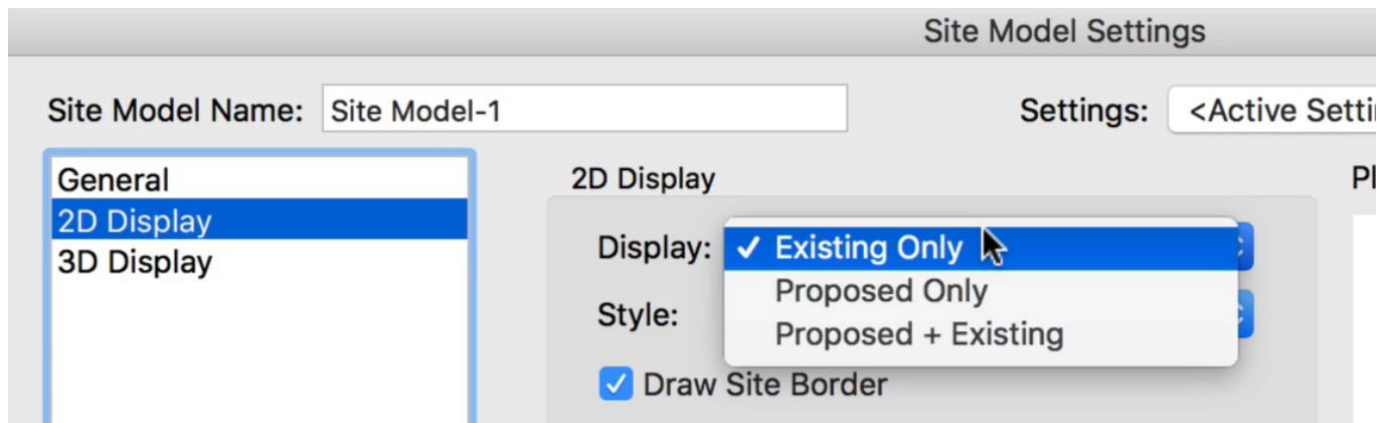 Site Model Settings
Site Model Name: Site Model-1 Settings: <Active
General
2D Display
3D Display
2D Display
Display: ✓ Existing Only
Proposed Only
Proposed + Existing
Style:
✓ Draw Site Border